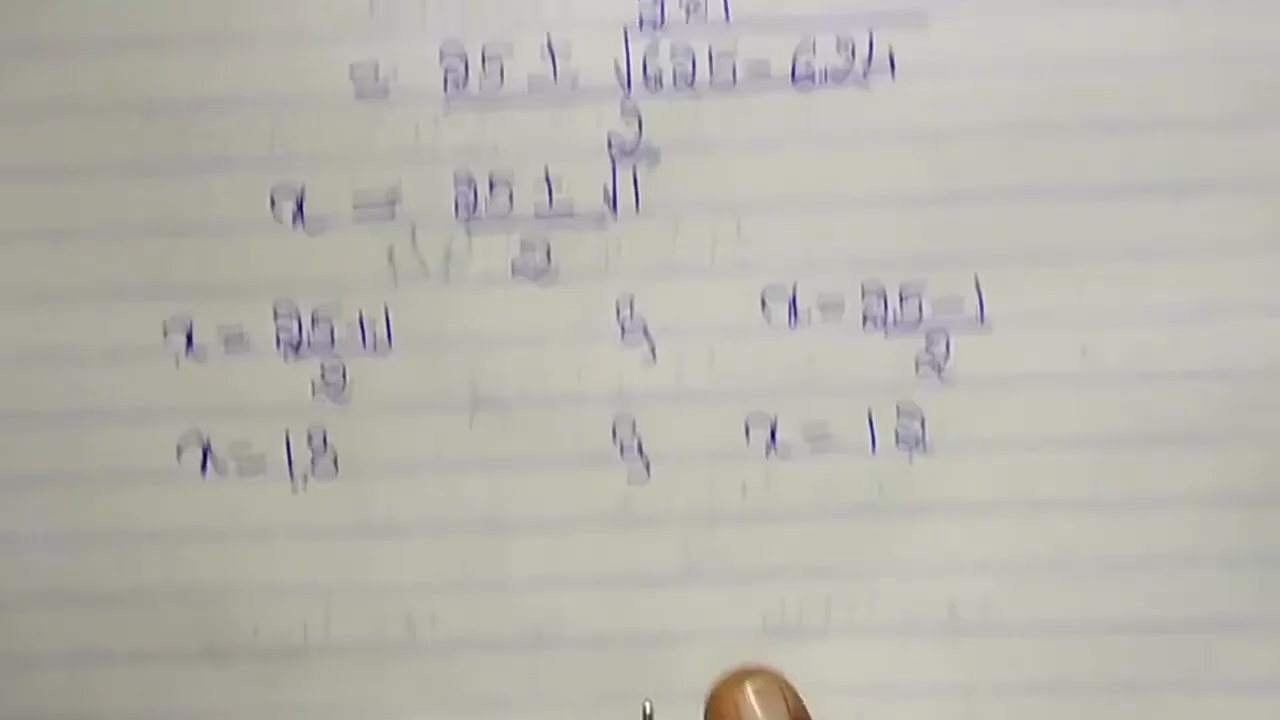 = 25 ± √625 - 624
2
x = 25 ± √1
2
x = 25 + 1 & x = 25 - 1
2 2
x = 13 & x = 12